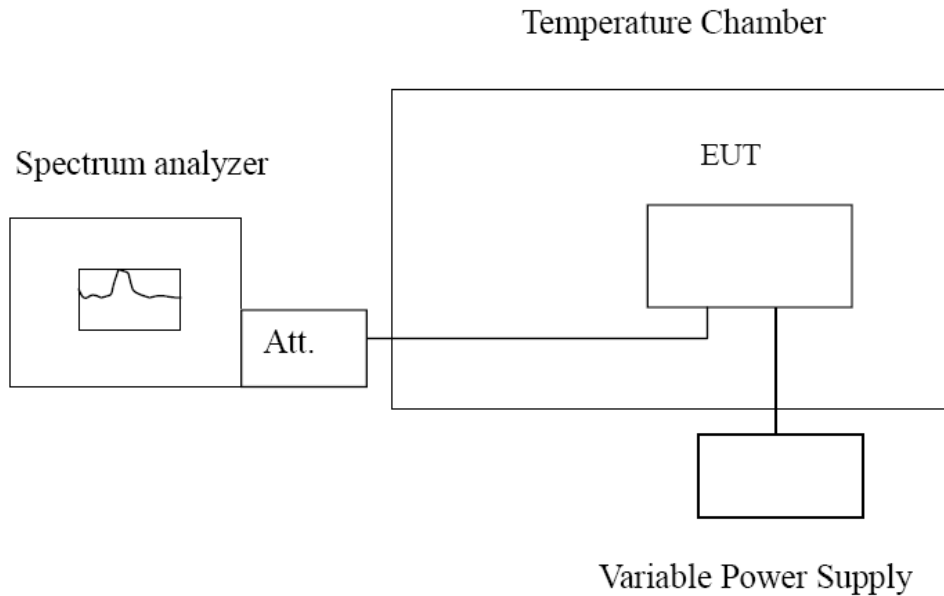 Temperature Chamber
EUT
Spectrum analyzer
Att.
Variable Power Supply